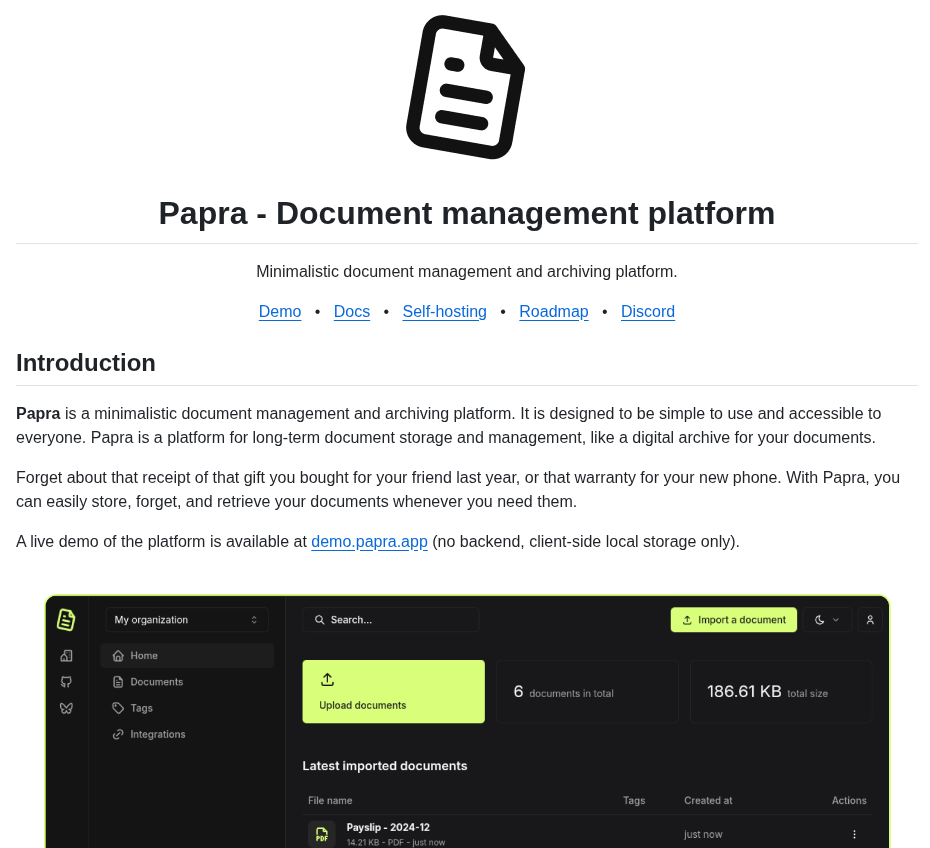 Papra - Document management platform
Minimalistic document management and archiving platform.
Demo • Docs • Self-hosting • Roadmap • Discord
Introduction
Papra is a minimalistic document management and archiving platform. It is designed to be simple to use and accessible to
everyone. Papra is a platform for long-term document storage and management, like a digital archive for your documents.
Forget about that receipt of that gift you bought for your friend last year, or that warranty for your new phone. With Papra, you
can easily store, forget, and retrieve your documents whenever you need them.
A live demo of the platform is available at demo.papra.app (no backend, client-side local storage only).
My organization
Search...
Import a document
Home
Documents
Tags
Integrations
Upload documents
6 documents in total
186.61 KB total size
Latest imported documents
File name Tags Created at Actions
PDF
Payslip - 2024-12
14.21 KB - PDF - just now
just now